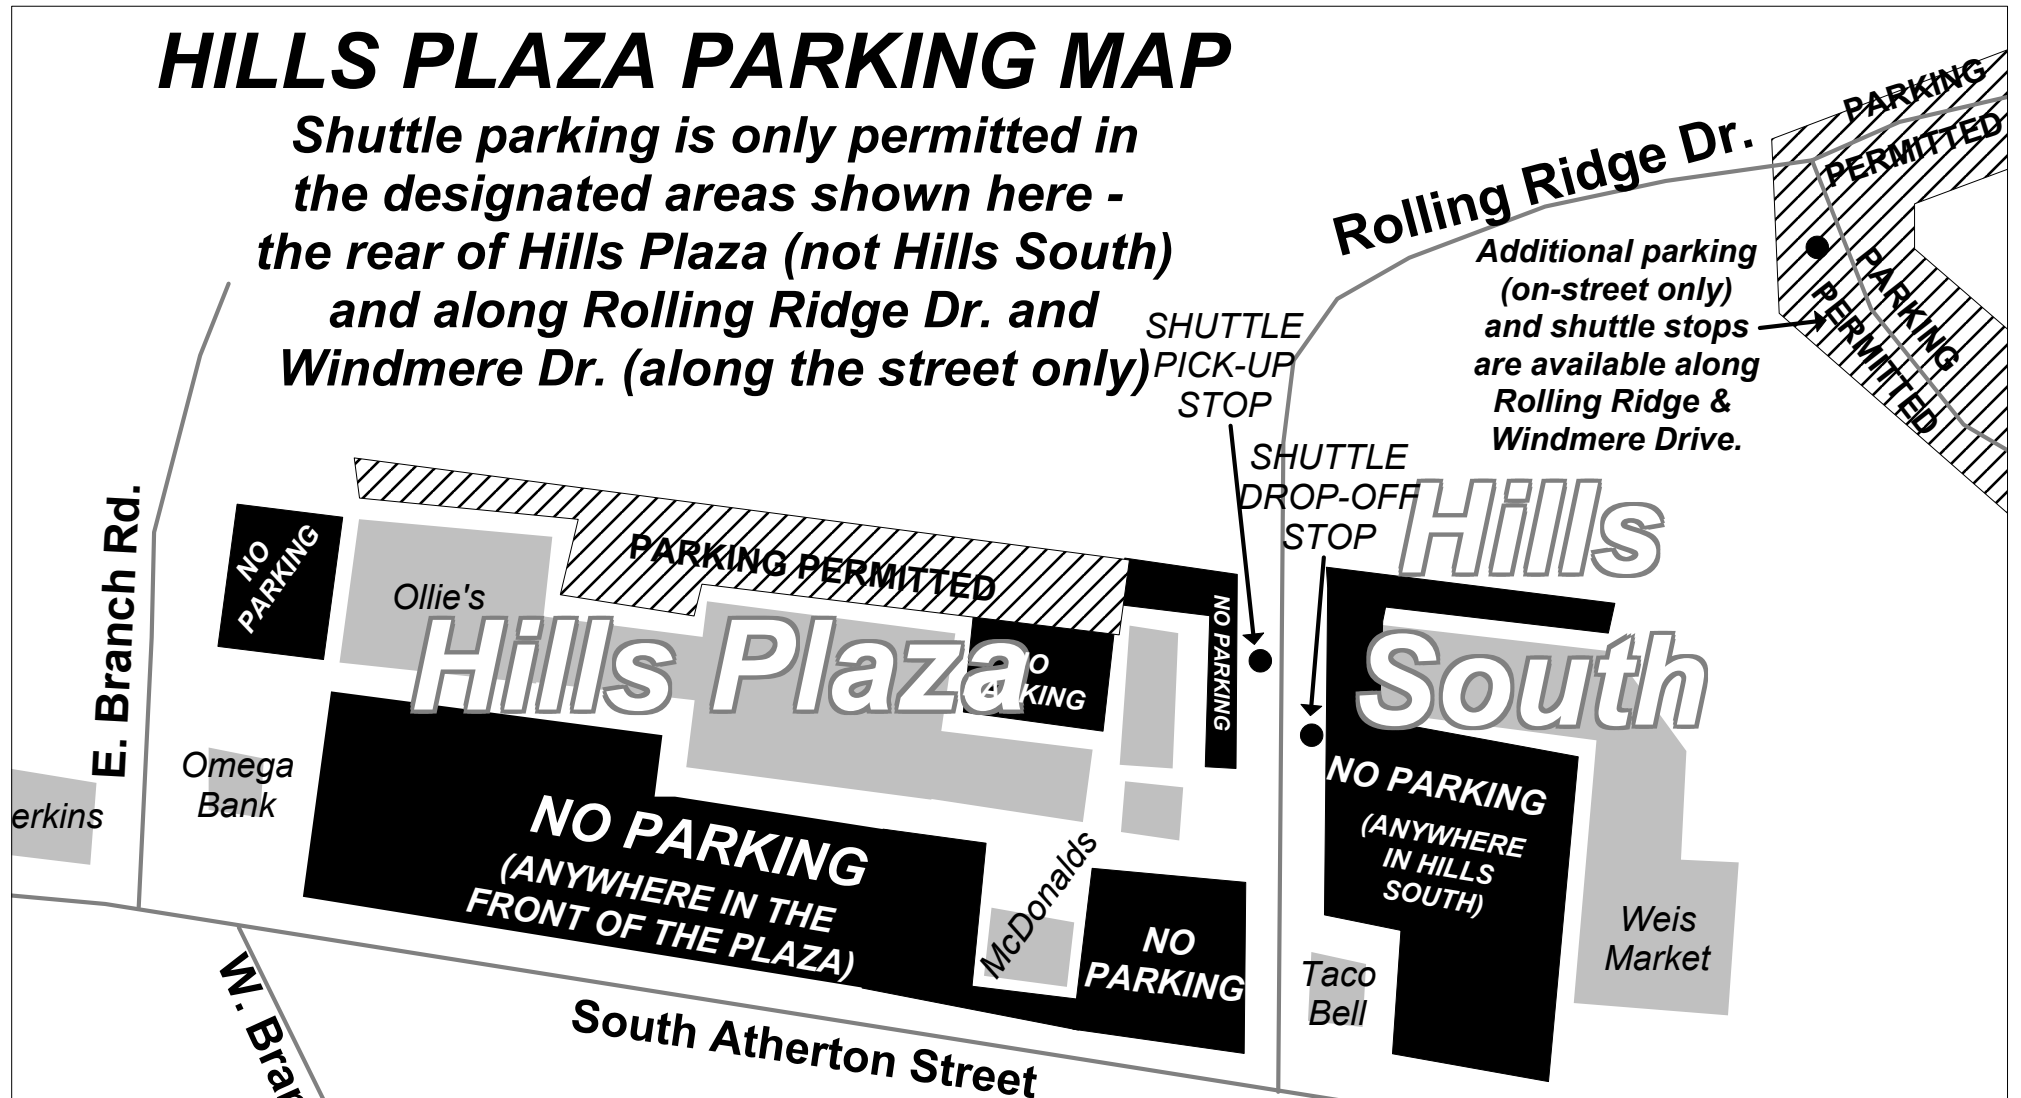 HILLS PLAZA PARKING MAP
Shuttle parking is only permitted in
the designated areas shown here -
the rear of Hills Plaza (not Hills South)
and along Rolling Ridge Dr. and
Windmere Dr. (along the street only)
Rolling Ridge Dr.
PARKING
PERMITTED
Additional parking
(on-street only)
and shuttle stops
are available along
Rolling Ridge &
Windmere Drive.
PARKING
PERMITTED
SHUTTLE
PICK-UP
STOP
SHUTTLE
DROP-OFF
STOP
Hills
South
E. Branch Rd.
NO
PARKING
Ollie's
PARKING PERMITTED
Hills Plaza
NO
PARKING
NO PARKING
Omega
Bank
erkins
NO PARKING
(ANYWHERE IN THE
FRONT OF THE PLAZA)
McDonalds
NO
PARKING
NO PARKING
(ANYWHERE
IN HILLS
SOUTH)
Taco
Bell
Weis
Market
W. Bran
South Atherton Street